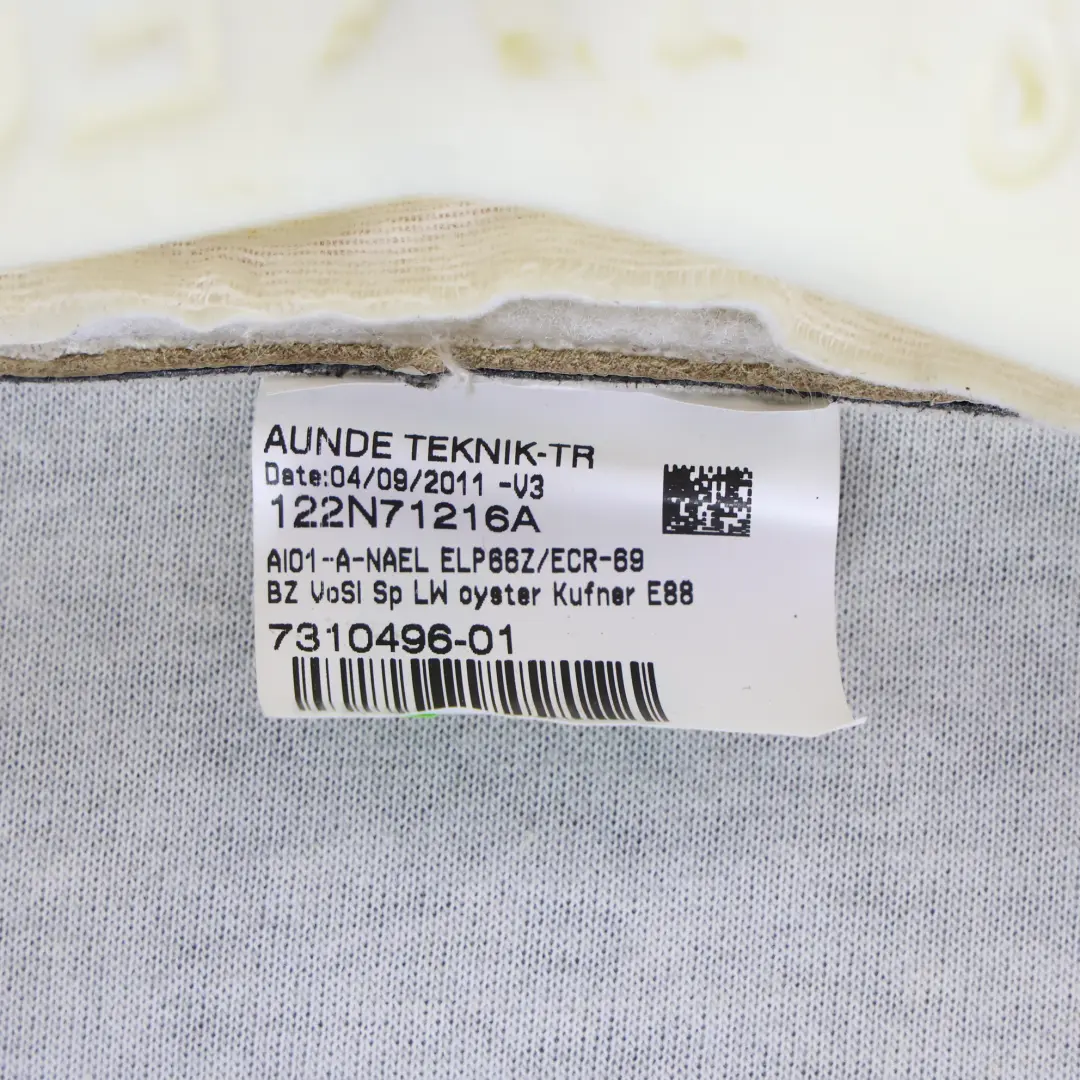 AUNDE TEKNIK-TR
Date:04/09/2011 -V3
122N71216A
AI01-A-NAEL ELP66Z/ECR-69
BZ VoSI Sp LW oyster Kufner E88
7310496-01